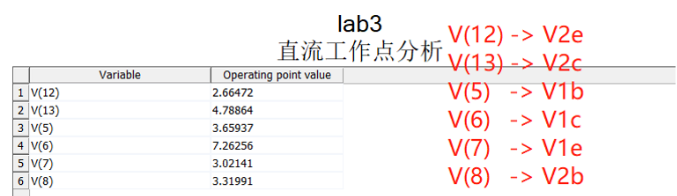 lab3
直流工作点分析
Variable Operating point value
1 V(12) 2.66472
2 V(13) 4.78864
3 V(5) 3.65937
4 V(6) 7.26256
5 V(7) 3.02141
6 V(8) 3.31991
V(12) -> V2e
V(13) -> V2c
V(5) -> V1b
V(6) -> V1c
V(7) -> V1e
V(8) -> V2b